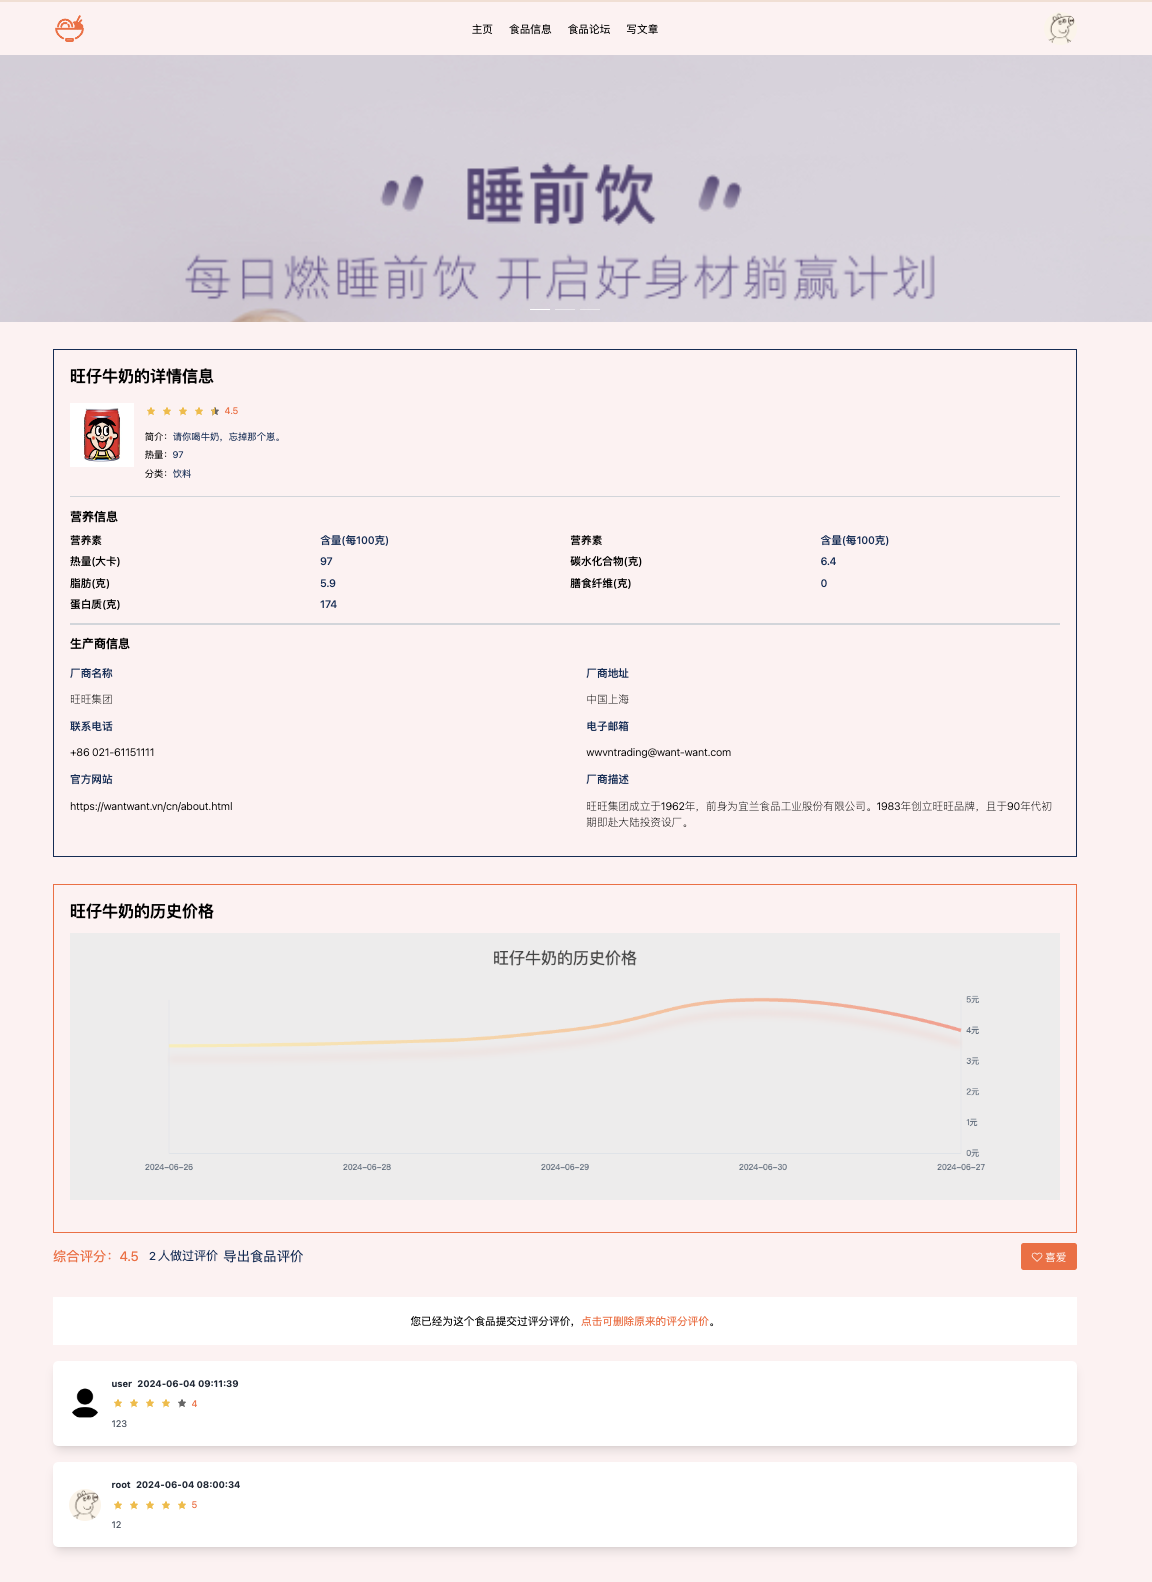 主页 食品信息 食品论坛 写文章
睡前饮
每日燃睡前饮 开启好身材躺赢计划
旺仔牛奶的详情信息
4.5
简介：请你喝牛奶，忘掉那个崽。
热量：97
分类：饮料
营养信息
营养素 含量(每100克) 营养素 含量(每100克)
热量(大卡) 97 碳水化合物(克) 6.4
脂肪(克) 5.9 膳食纤维(克) 0
蛋白质(克) 174
生产商信息
厂商名称 厂商地址
旺旺集团 中国上海
联系电话 电子邮箱
+86 021-61151111 wwvntrading@want-want.com
官方网站 厂商描述
https://wantwant.vn/cn/about.html 旺旺集团成立于1962年，前身为宜兰食品工业股份有限公司。1983年创立旺旺品牌，且于90年代初
期即赴大陆投资设厂。
旺仔牛奶的历史价格
旺仔牛奶的历史价格
5元
4元
3元
2元
1元
0元
2024-06-26 2024-06-28 2024-06-29 2024-06-30 2024-06-27
综合评分：4.5 2人做过评价 导出食品评价 喜爱
您已经为这个食品提交过评分评价，点击可删除原来的评分评价。
user 2024-06-04 09:11:39
4
123
root 2024-06-04 08:00:34
5
12